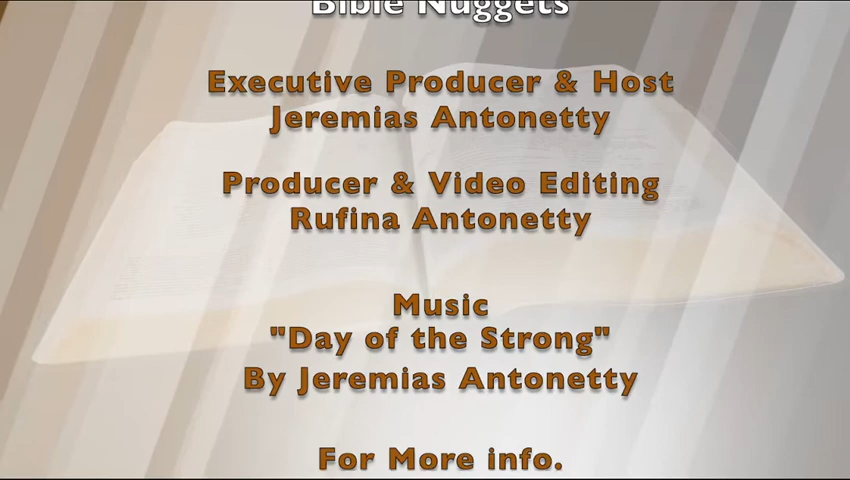 Bible Nuggets
Executive Producer & Host
Jeremias Antonetty
Producer & Video Editing
Rufina Antonetty
Music
"Day of the Strong"
By Jeremias Antonetty
For More info.